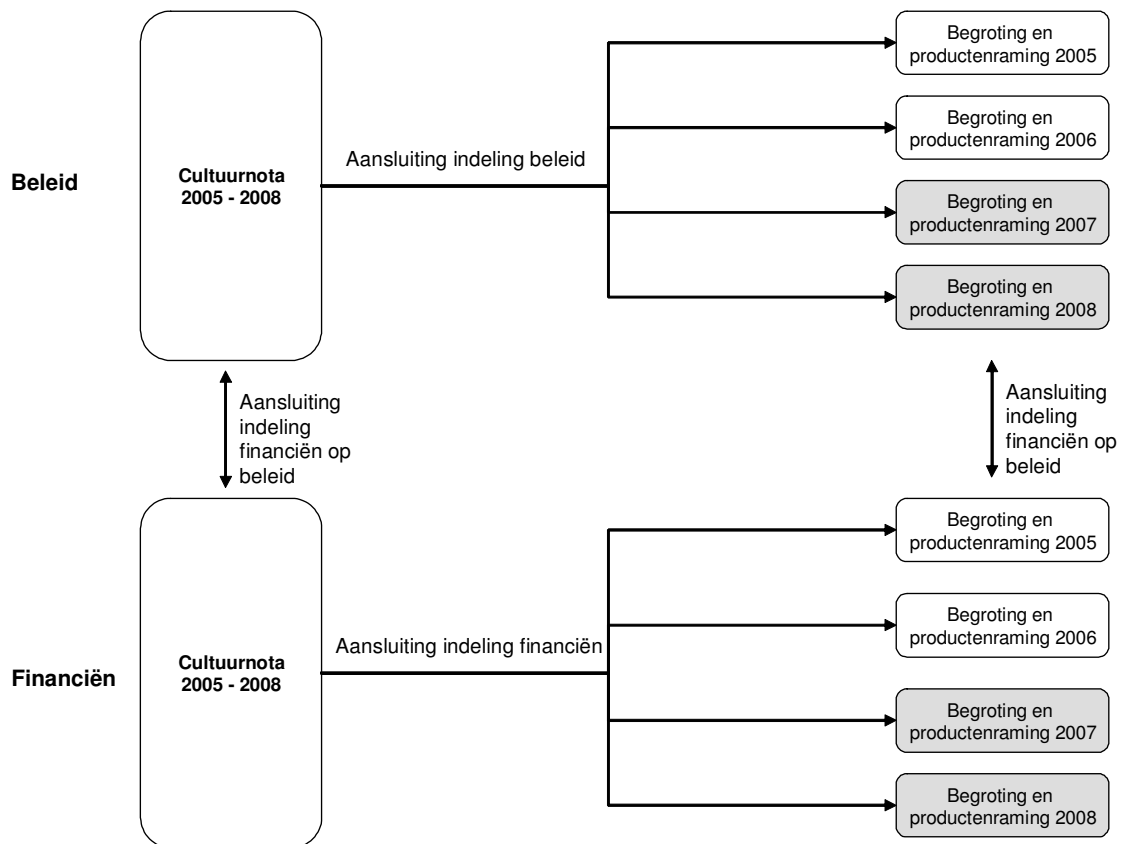 Beleid
Cultuurnota
2005 - 2008
Aansluiting indeling beleid
Begroting en
productenraming 2005
Begroting en
productenraming 2006
Begroting en
productenraming 2007
Begroting en
productenraming 2008
Aansluiting
indeling
financiën op
beleid
Aansluiting
indeling
financiën op
beleid
Financiën
Cultuurnota
2005 - 2008
Aansluiting indeling financiën
Begroting en
productenraming 2005
Begroting en
productenraming 2006
Begroting en
productenraming 2007
Begroting en
productenraming 2008